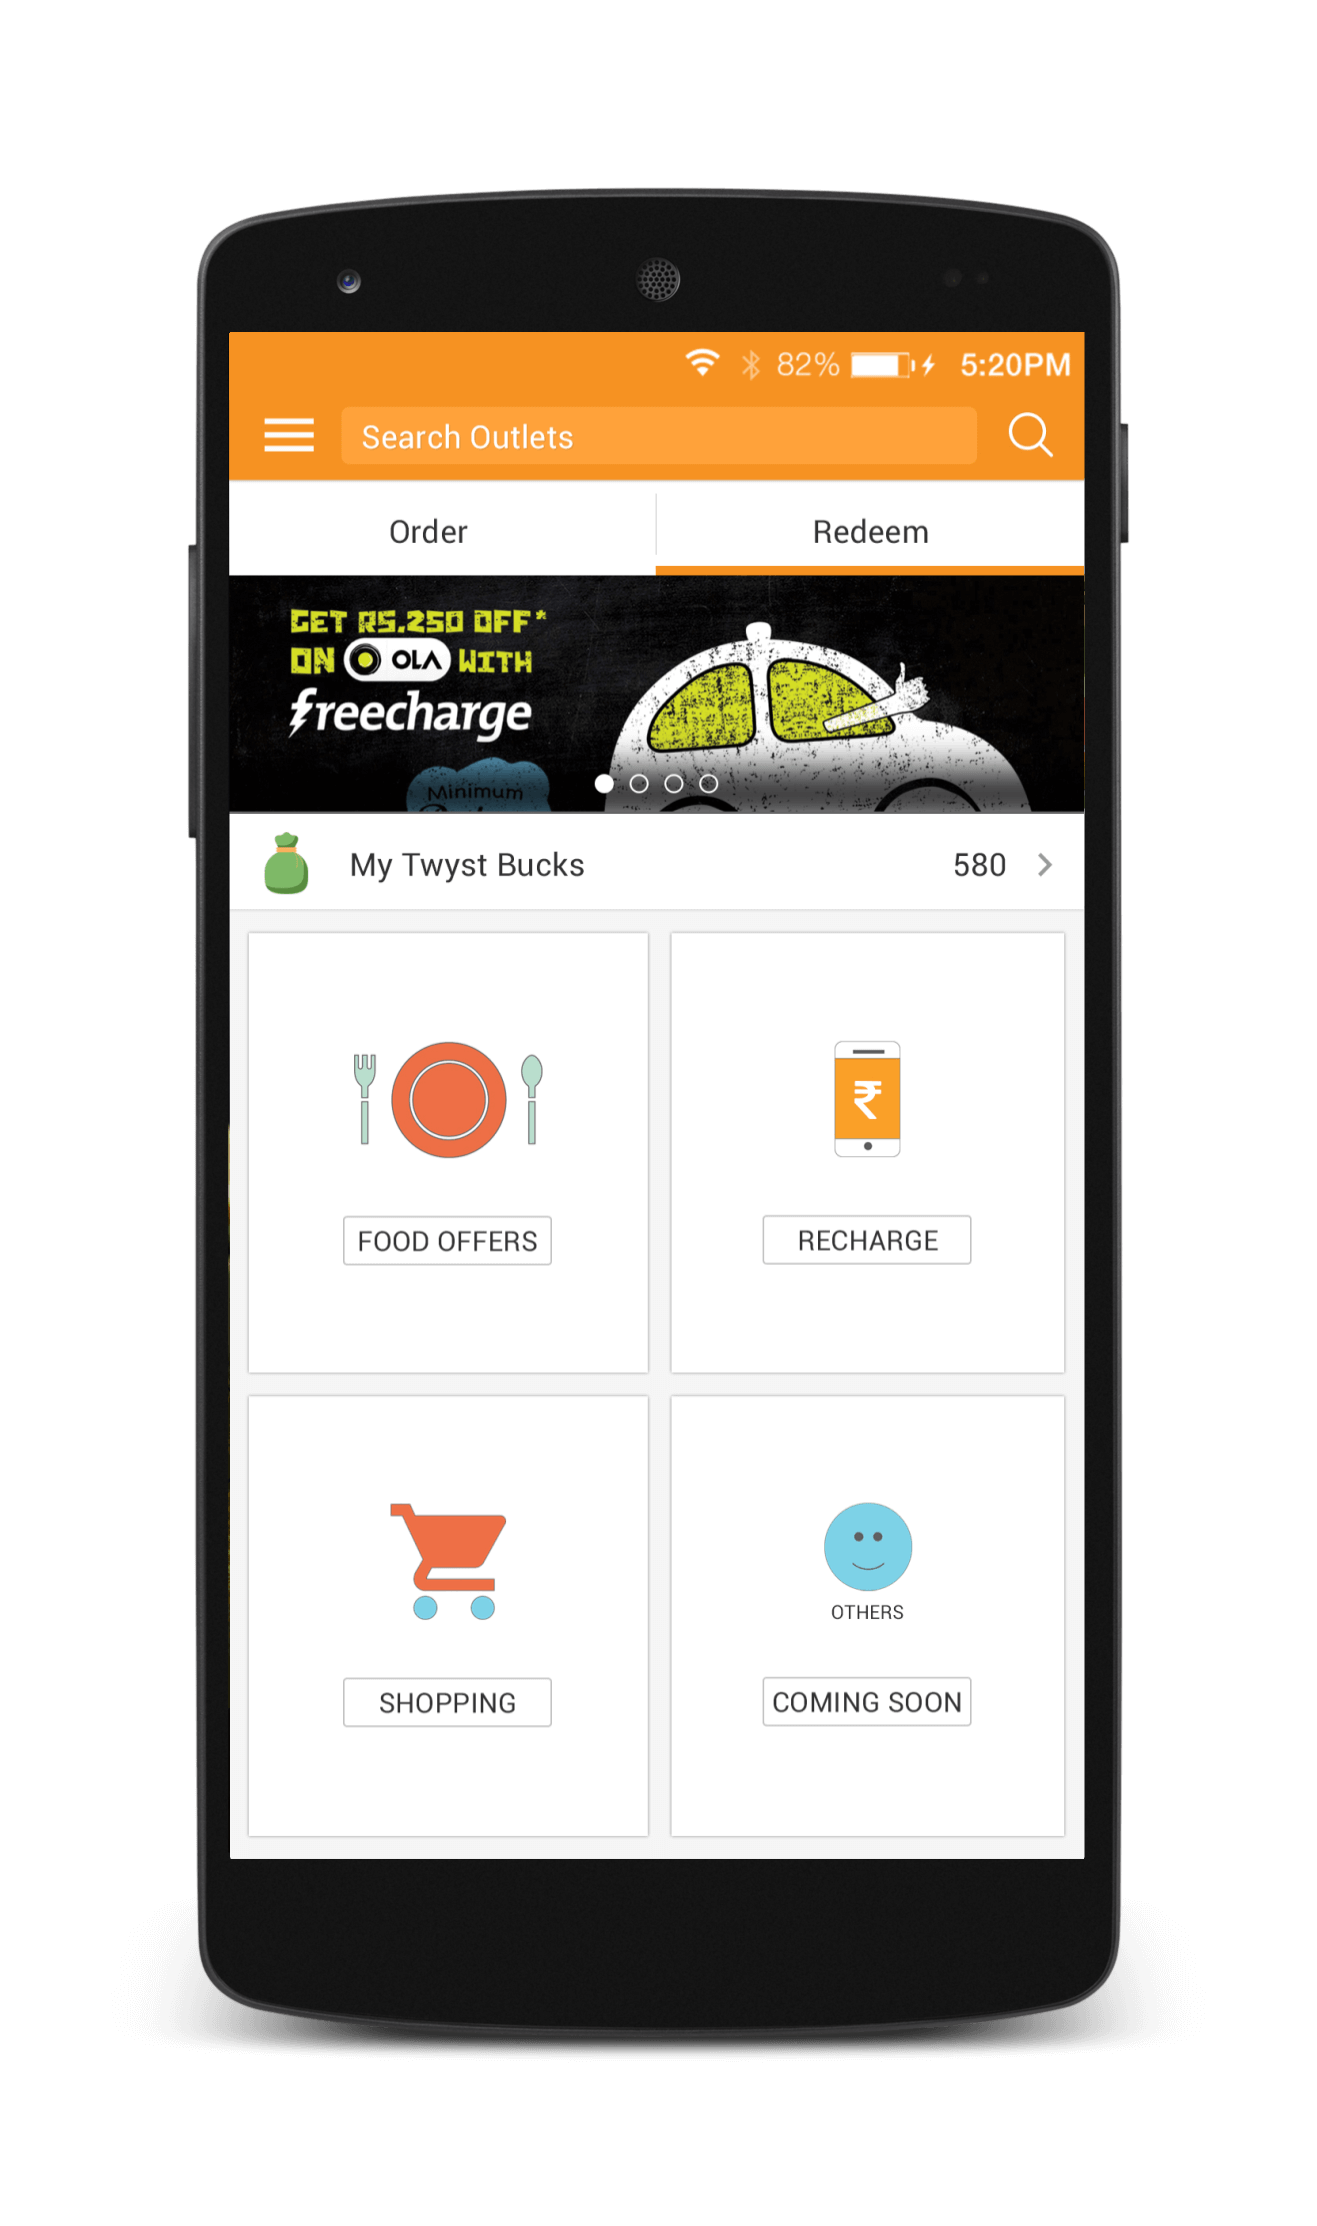 82% 5:20PM
Search Outlets
Order Redeem
GET RS.250 OFF*
ON OLA WITH
freecharge
Minimum
My Twyst Bucks 580
₹
FOOD OFFERS RECHARGE
OTHERS
SHOPPING COMING SOON